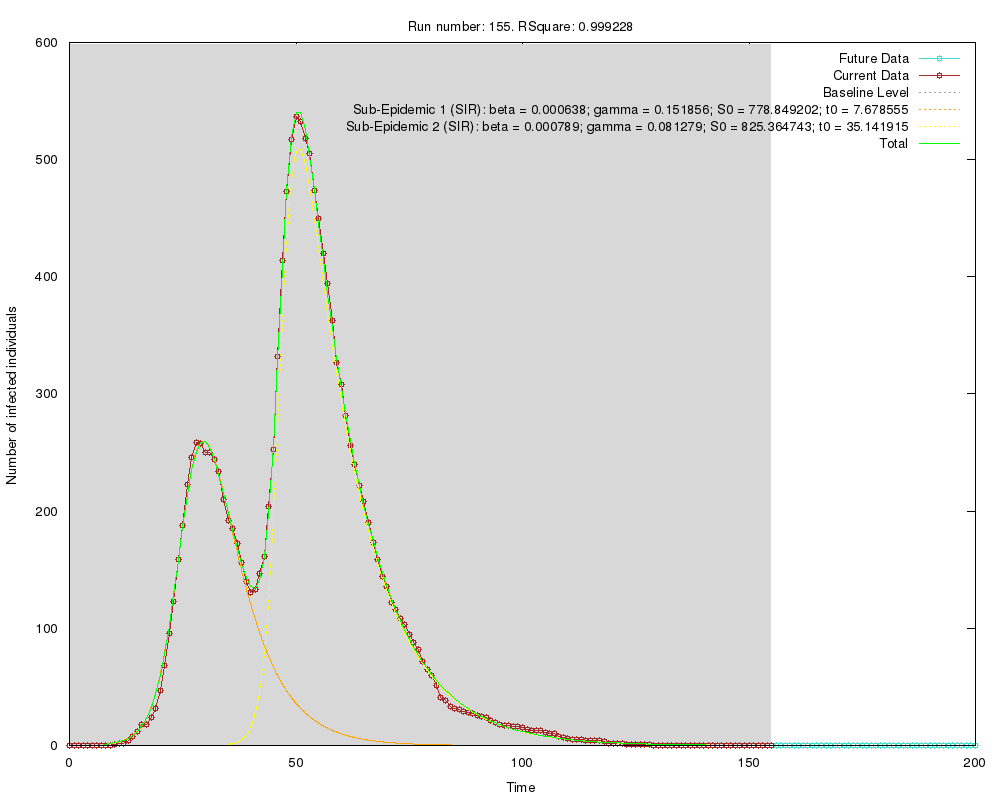 Run number: 155. RSquare: 0.999228
600
500
400
300
200
100
0
Number of infected individuals
Future Data
Current Data
Baseline Level
Sub-Epidemic 1 (SIR): beta = 0.000638; gamma = 0.151856; S0 = 778.849202; t0 = 7.678555
Sub-Epidemic 2 (SIR): beta = 0.000789; gamma = 0.081279; S0 = 825.364743; t0 = 35.141915
Total
0 50 100 150 200
Time